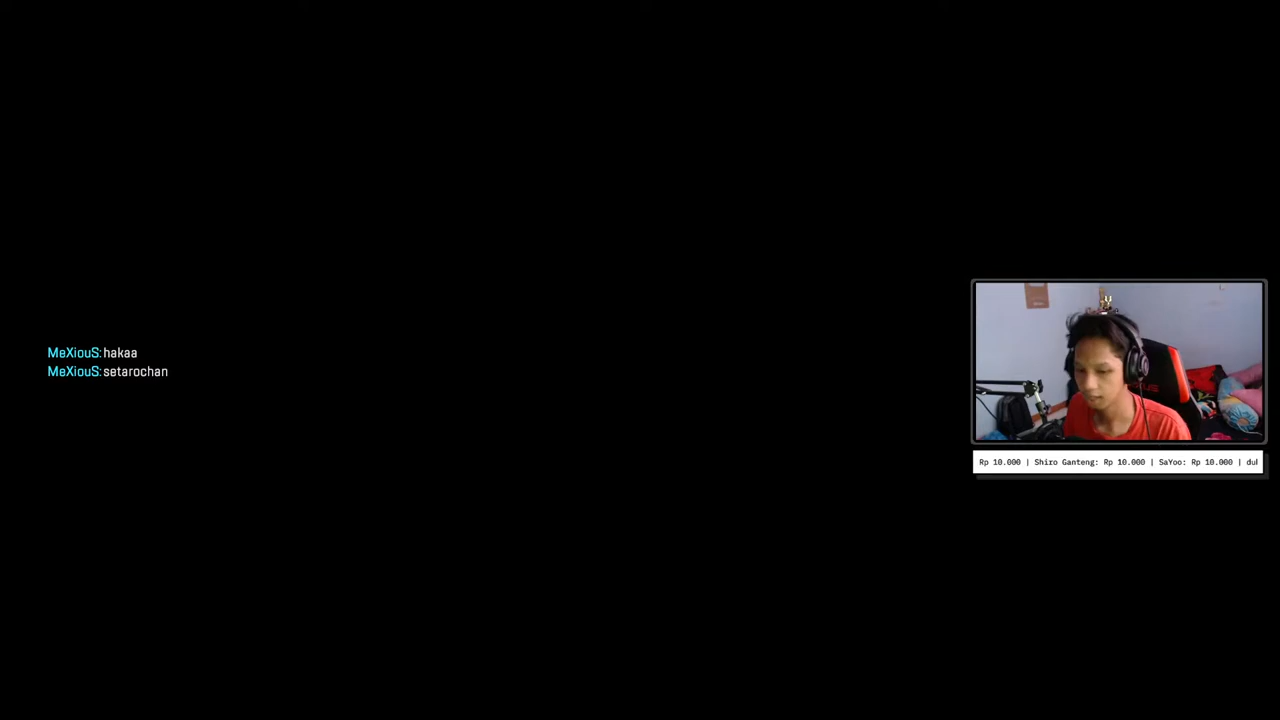 MeXiouS: hakaa
MeXiouS: setarochan
Rp 10.000 | Shiro Ganteng: Rp 10.000 | SaYoo: Rp 10.000 | dul